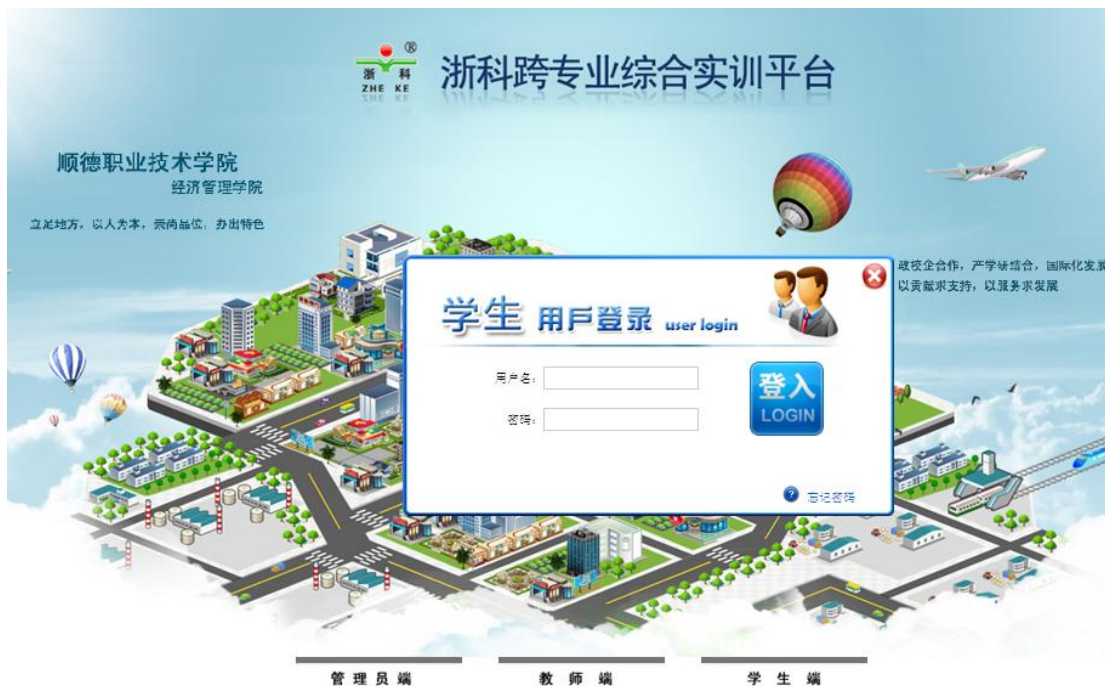 浙科®
ZHE KE
浙科跨专业综合实训平台
顺德职业技术学院
经济管理学院
立足地方，以人为本，崇尚品位，办出特色
政校企合作，产学研结合，国际化发展
以贡献求支持，以服务求发展
学生 用戶登录 user login
用户名：
密码：
登入
LOGIN
忘记密码
管理员端 教师端 学生端